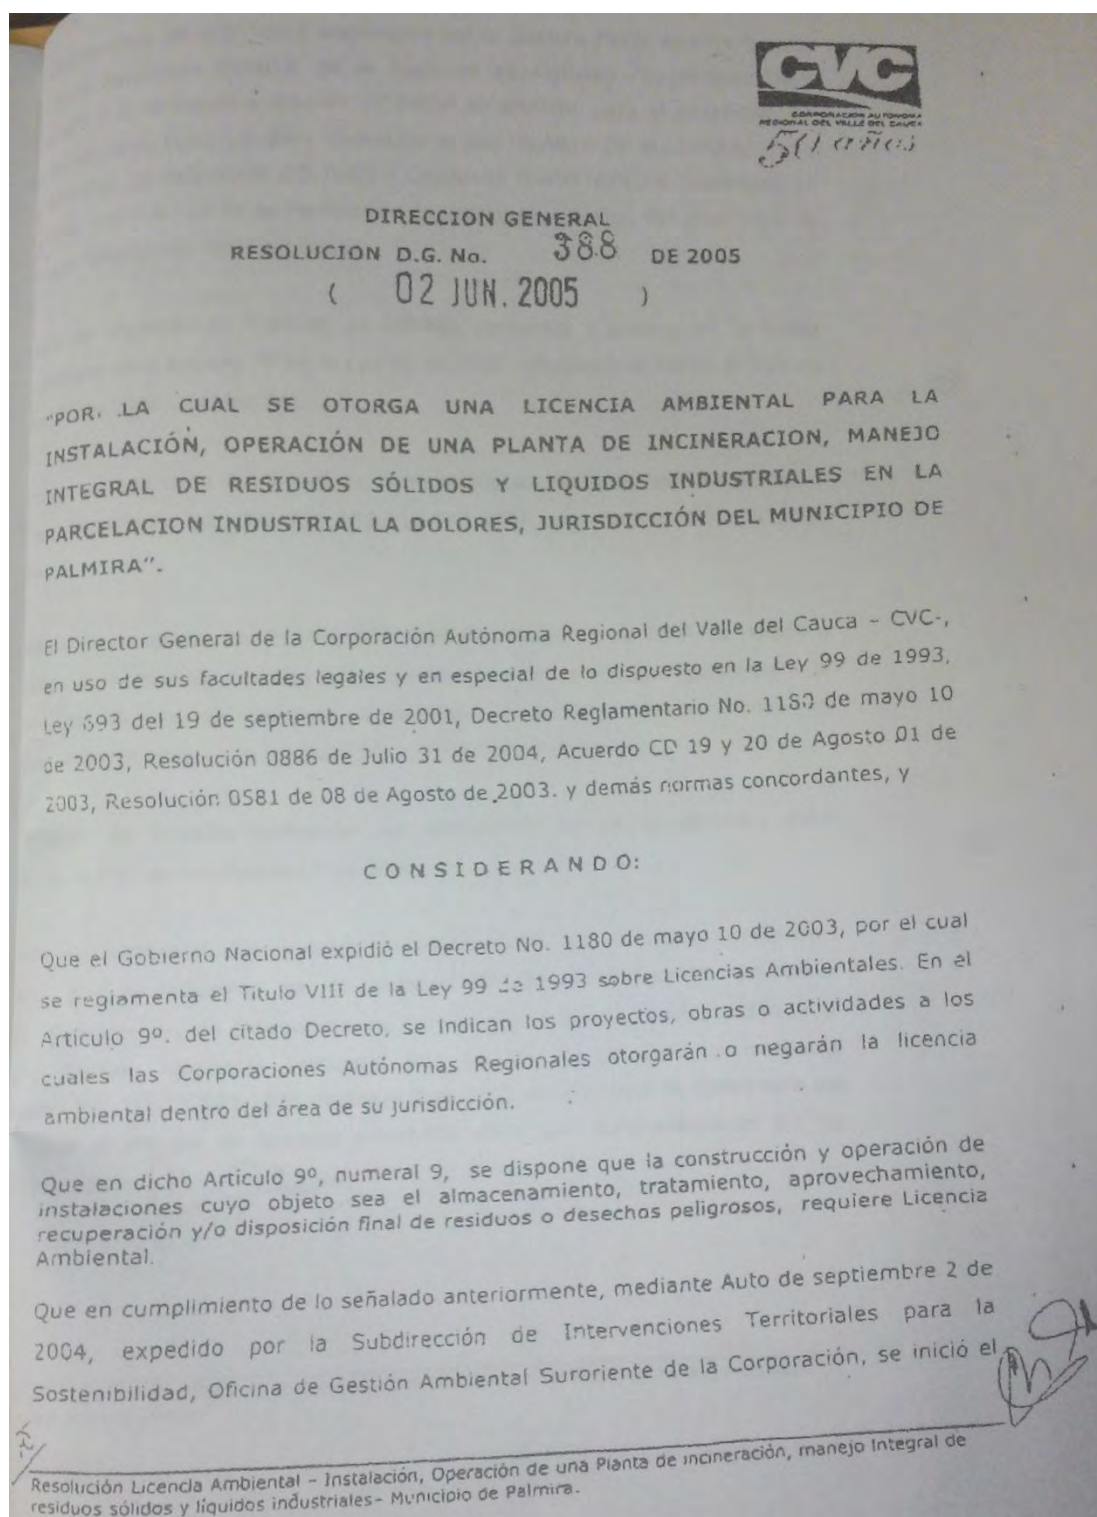 CVC
CORPORACION AUTONOMA
REGIONAL DEL VALLE DEL CAUCA
50 años
DIRECCION GENERAL
RESOLUCION D.G. No. 388 DE 2005
( 02 JUN. 2005 )
"POR LA CUAL SE OTORGA UNA LICENCIA AMBIENTAL PARA LA
INSTALACIÓN, OPERACIÓN DE UNA PLANTA DE INCINERACION, MANEJO
INTEGRAL DE RESIDUOS SÓLIDOS Y LIQUIDOS INDUSTRIALES EN LA
PARCELACION INDUSTRIAL LA DOLORES, JURISDICCIÓN DEL MUNICIPIO DE
PALMIRA".
El Director General de la Corporación Autónoma Regional del Valle del Cauca – CVC-,
en uso de sus facultades legales y en especial de lo dispuesto en la Ley 99 de 1993,
Ley 693 del 19 de septiembre de 2001, Decreto Reglamentario No. 1180 de mayo 10
de 2003, Resolución 0886 de Julio 31 de 2004, Acuerdo CD 19 y 20 de Agosto 01 de
2003, Resolución 0581 de 08 de Agosto de 2003. y demás normas concordantes, y
C O N S I D E R A N D O:
Que el Gobierno Nacional expidió el Decreto No. 1180 de mayo 10 de 2003, por el cual
se reglamenta el Titulo VIII de la Ley 99 de 1993 sobre Licencias Ambientales. En el
Artículo 9º. del citado Decreto, se indican los proyectos, obras o actividades a los
cuales las Corporaciones Autónomas Regionales otorgarán o negarán la licencia
ambiental dentro del área de su jurisdicción.
Que en dicho Artículo 9º, numeral 9, se dispone que la construcción y operación de
instalaciones cuyo objeto sea el almacenamiento, tratamiento, aprovechamiento,
recuperación y/o disposición final de residuos o desechos peligrosos, requiere Licencia
Ambiental.
Que en cumplimiento de lo señalado anteriormente, mediante Auto de septiembre 2 de
2004, expedido por la Subdirección de Intervenciones Territoriales para la
Sostenibilidad, Oficina de Gestión Ambiental Suroriente de la Corporación, se inició el
Resolución Licencia Ambiental – Instalación, Operación de una Planta de incineración, manejo Integral de
residuos sólidos y líquidos industriales- Municipio de Palmira.